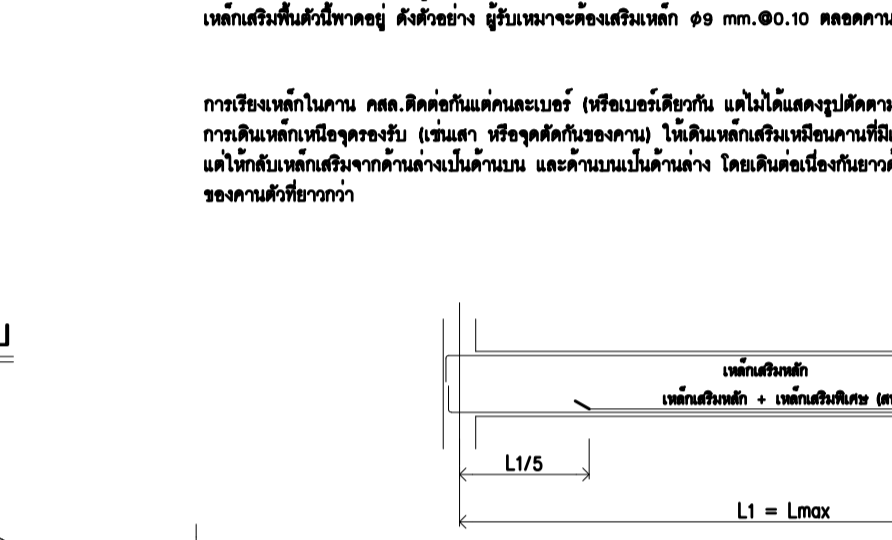 เหล็กเสริมพื้นตัวนี้พาดอยู่ ดังตัวอย่าง ผู้รับเหมาจะต้องเสริมเหล็ก ϕ9 mm.@0.10 ตลอดคาน
การเรียงเหล็กในคาน คสล.ติดต่อกันแต่คนละเบอร์ (หรือเบอร์เดียวกัน แต่ไม่ได้แสดงรูปตัดตาม
การเดินเหล็กเหนือจุดรองรับ (เช่นเสา หรือจุดตัดกันของคาน) ให้เดินเหล็กเสริมเหมือนคานที่มี
แต่ให้กลับเหล็กเสริมจากด้านล่างเป็นด้านบน และด้านบนเป็นด้านล่าง โดยเดินต่อเนื่องกันยาว
ของคานตัวที่ยาวกว่า
เหล็กเสริมหลัก
เหล็กเสริมหลัก + เหล็กเสริมพิเศษ
L1/5
L1 = Lmax